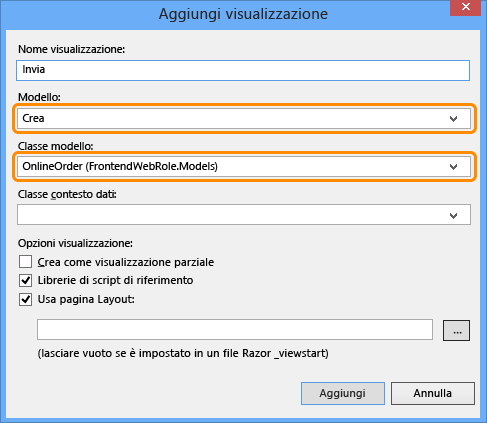 Aggiungi visualizzazione
Nome visualizzazione:
Invia
Modello:
Crea
Classe modello:
OnlineOrder (FrontendWebRole.Models)
Classe contesto dati:
Opzioni visualizzazione:
Crea come visualizzazione parziale
Librerie di script di riferimento
Usa pagina Layout:
...
(lasciare vuoto se è impostato in un file Razor _viewstart)
Aggiungi Annulla